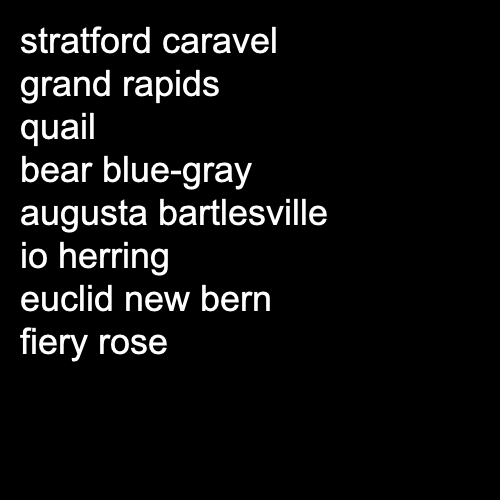 stratford caravel
grand rapids
quail
bear blue-gray
augusta bartlesville
io herring
euclid new bern
fiery rose